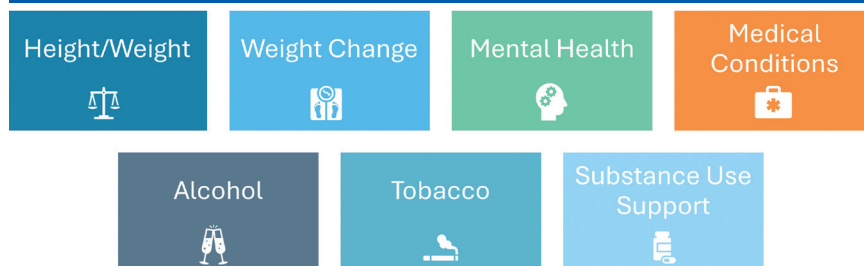 Height/Weight
Weight Change
Mental Health
Medical
Conditions
Alcohol
Tobacco
Substance Use
Support